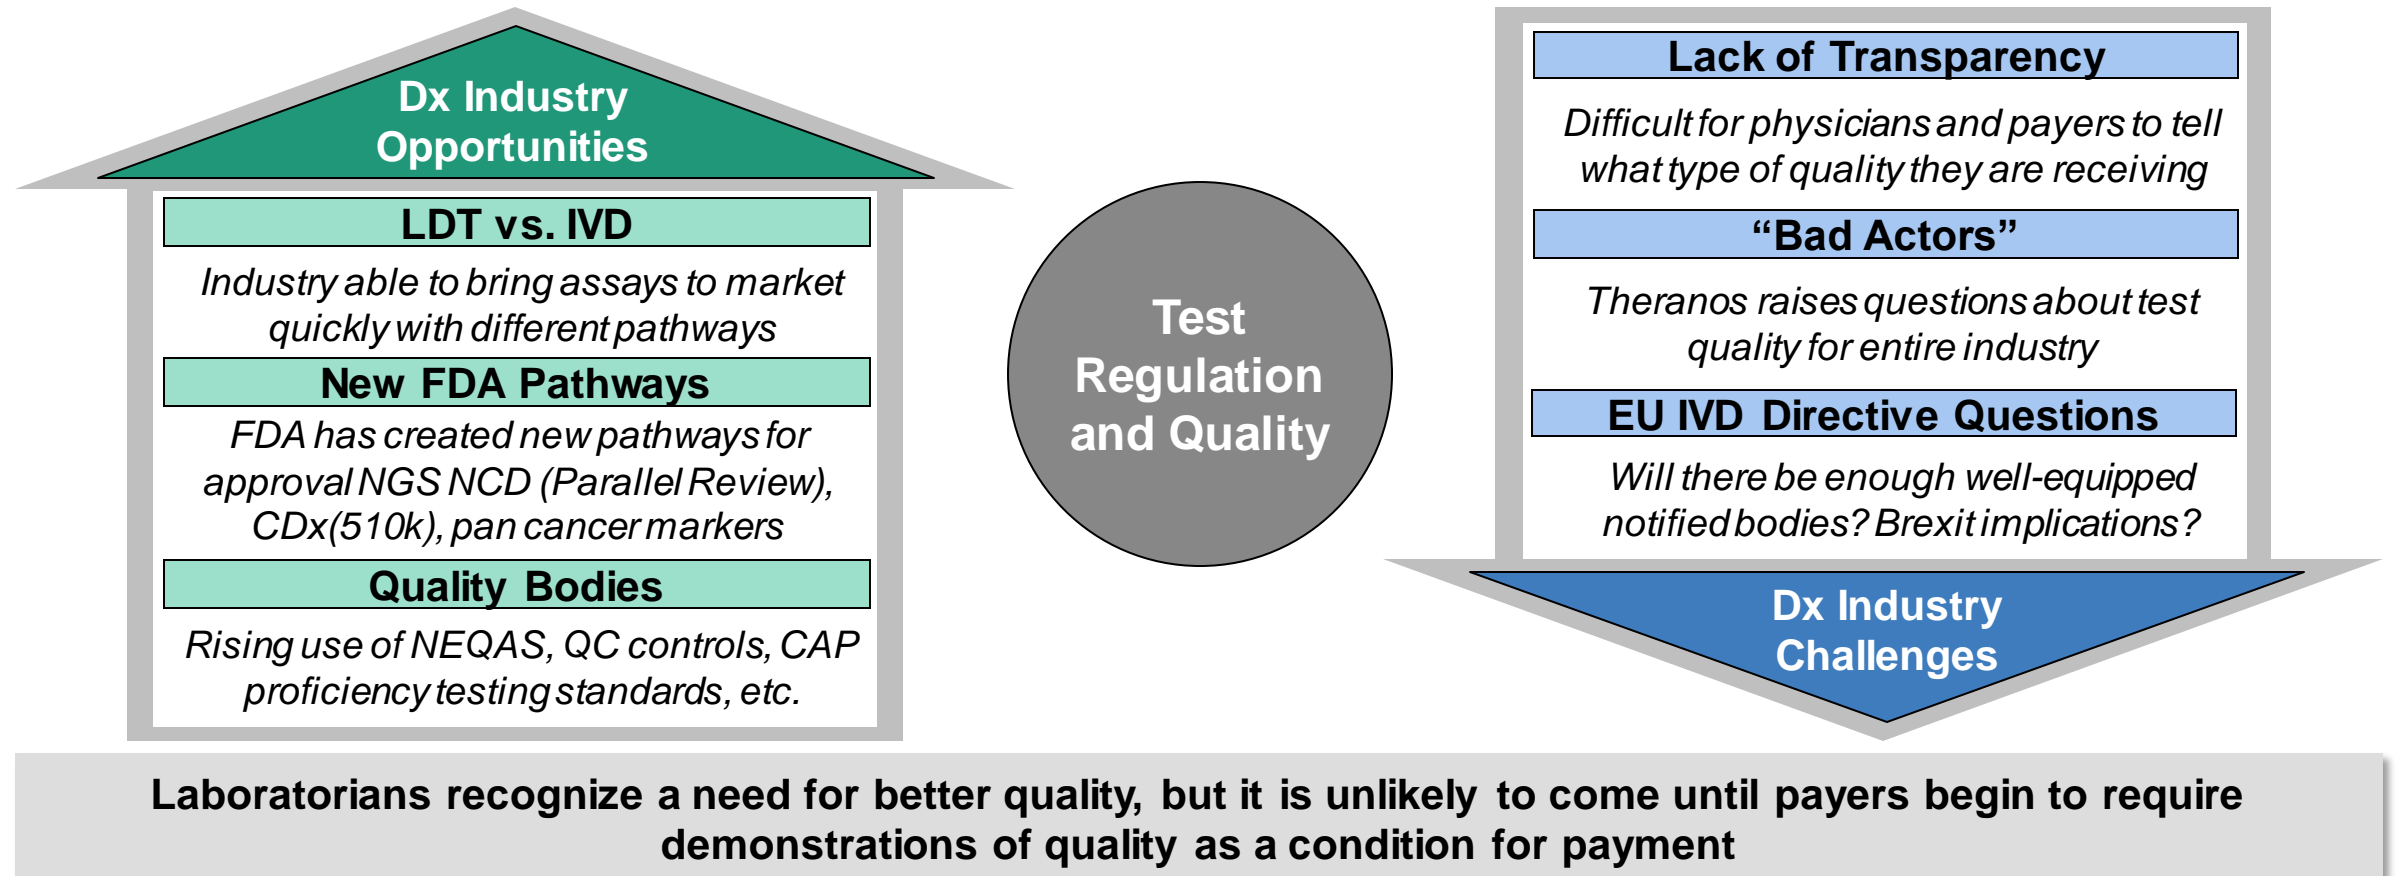 Dx Industry
Opportunities
LDT vs. IVD
Industry able to bring assays to market
quickly with different pathways
New FDA Pathways
FDA has created new pathways for
approval NGS NCD (Parallel Review),
CDx(510k), pan cancer markers
Quality Bodies
Rising use of NEQAS, QC controls, CAP
proficiency testing standards, etc.
Test
Regulation
and Quality
Lack of Transparency
Difficult for physicians and payers to tell
what type of quality they are receiving
“Bad Actors”
Theranos raises questions about test
quality for entire industry
EU IVD Directive Questions
Will there be enough well-equipped
notified bodies? Brexit implications?
Dx Industry
Challenges
Laboratorians recognize a need for better quality, but it is unlikely to come until payers begin to require
demonstrations of quality as a condition for payment